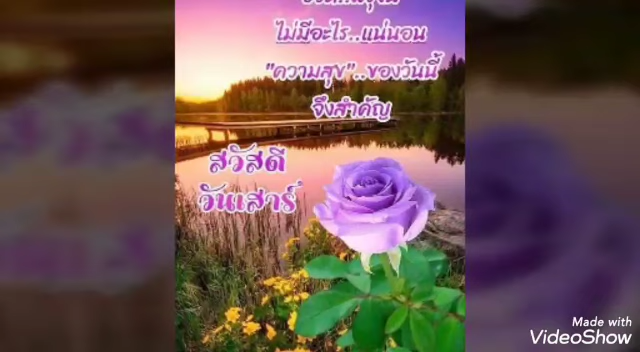 ไม่มีอะไร..แน่นอน
"ความสุข"..ของวันนี้
จึงสำคัญ
สวัสดี
วันเสาร์
Made with
VideoShow